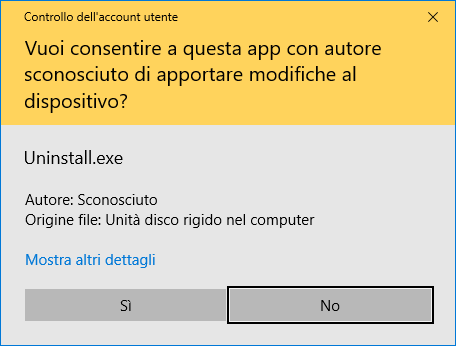 Controllo dell'account utente
Vuoi consentire a questa app con autore
sconosciuto di apportare modifiche al
dispositivo?
Uninstall.exe
Autore: Sconosciuto
Origine file: Unità disco rigido nel computer
Mostra altri dettagli
Sì
No